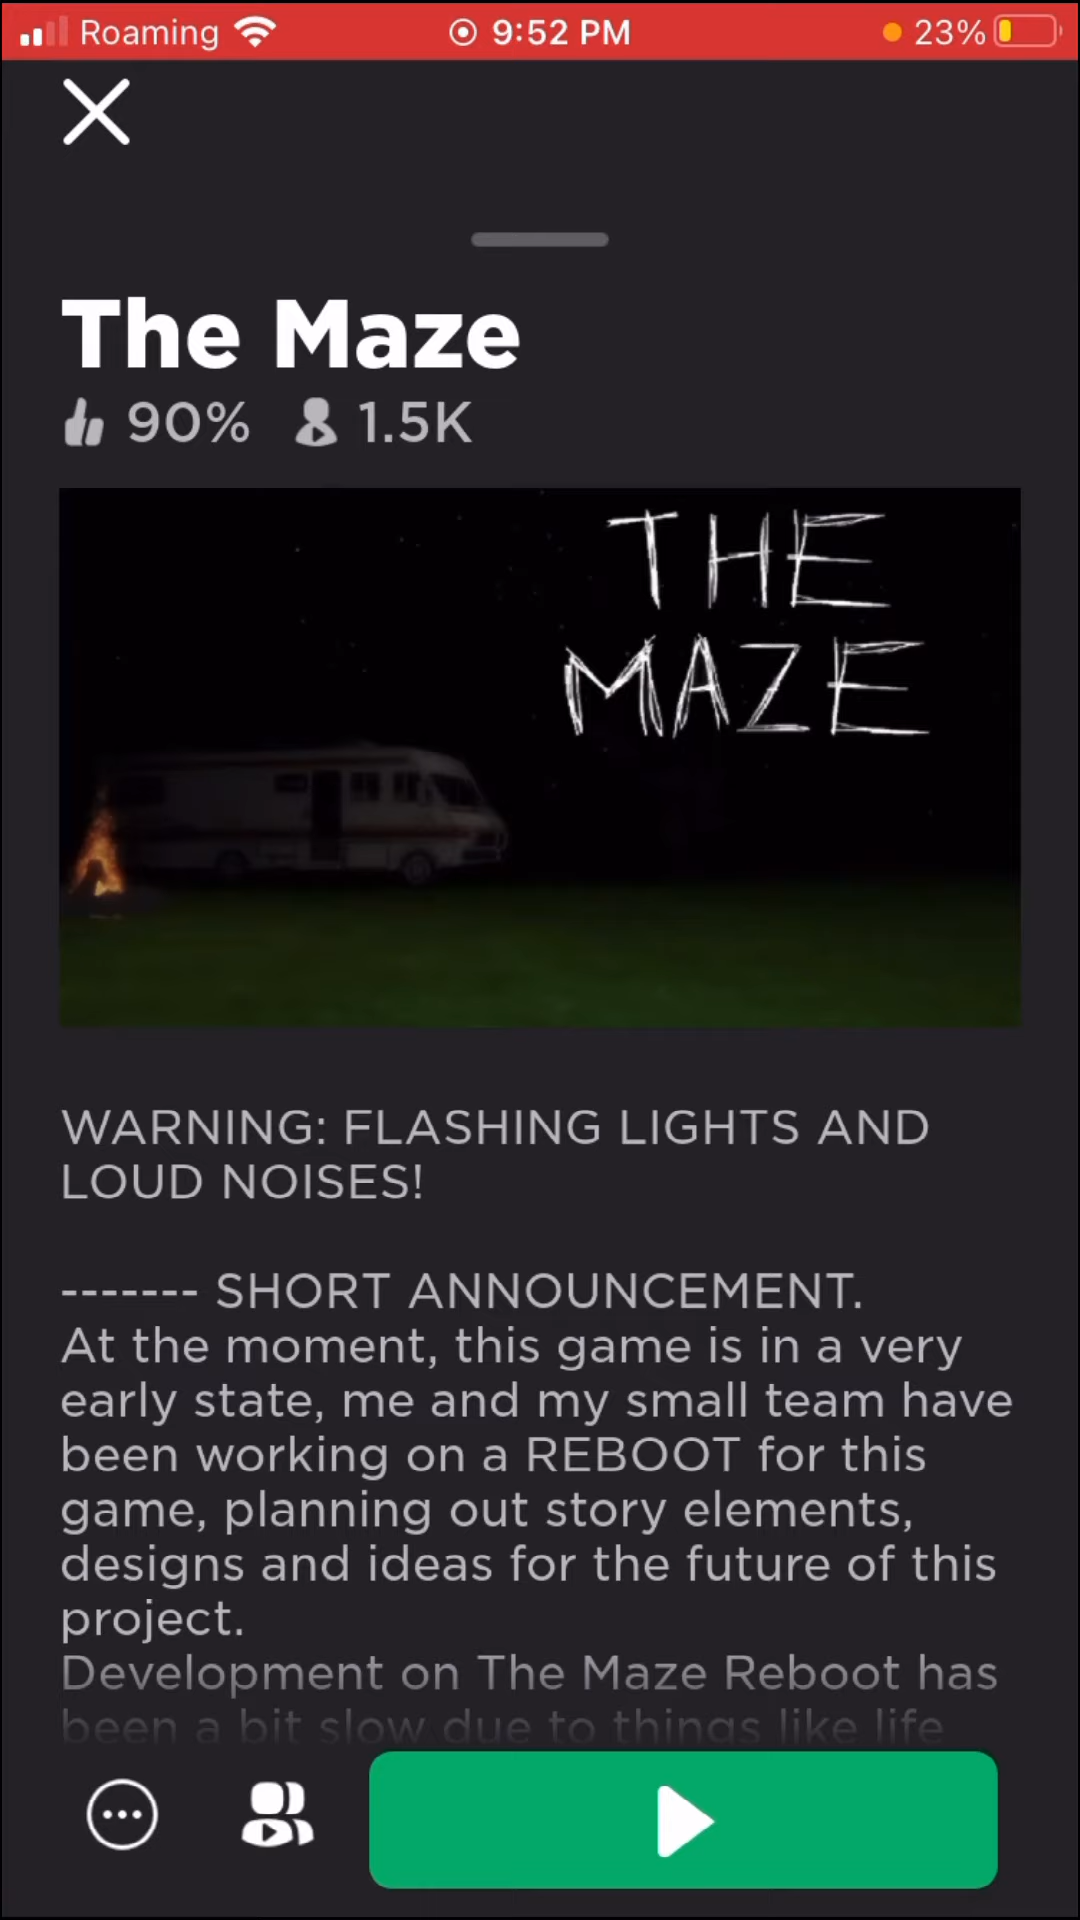 Roaming 9:52 PM 23%
The Maze
90% 1.5K
THE
MAZE
WARNING: FLASHING LIGHTS AND
LOUD NOISES!
------- SHORT ANNOUNCEMENT.
At the moment, this game is in a very
early state, me and my small team have
been working on a REBOOT for this
game, planning out story elements,
designs and ideas for the future of this
project.
Development on The Maze Reboot has
been a bit slow due to things like life